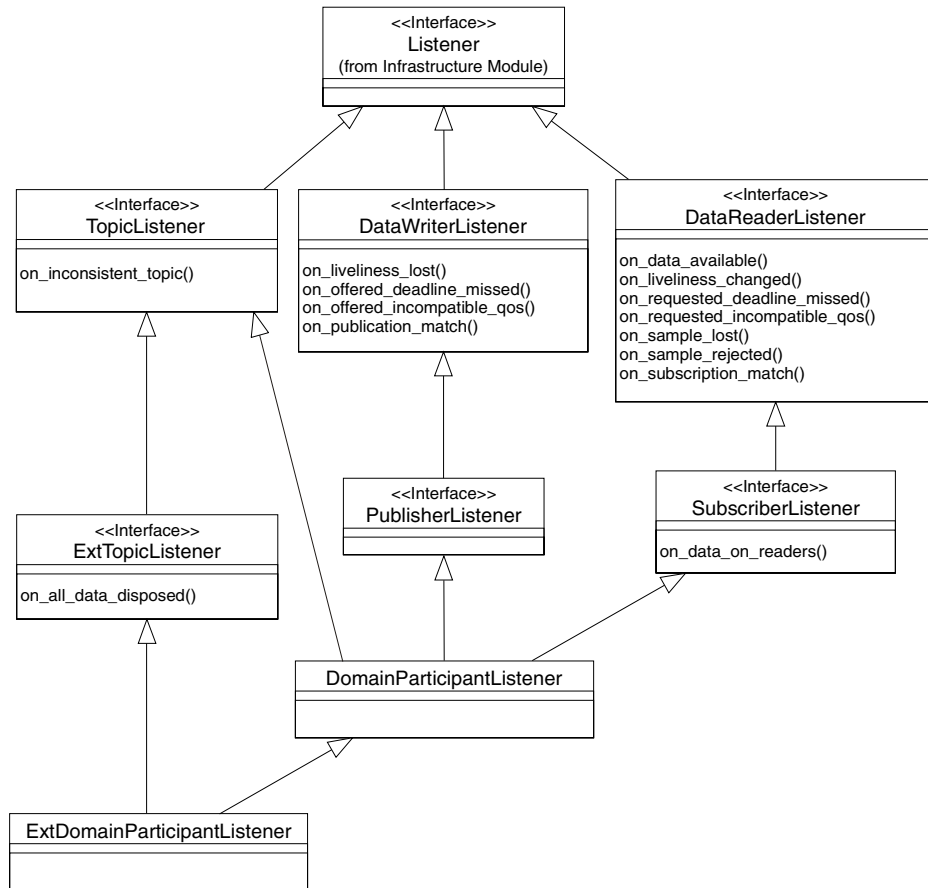 <<Interface>>
Listener
(from Infrastructure Module)
<<Interface>>
TopicListener
on_inconsistent_topic()
<<Interface>>
DataWriterListener
on_liveliness_lost()
on_offered_deadline_missed()
on_offered_incompatible_qos()
on_publication_match()
<<Interface>>
DataReaderListener
on_data_available()
on_liveliness_changed()
on_requested_deadline_missed()
on_requested_incompatible_qos()
on_sample_lost()
on_sample_rejected()
on_subscription_match()
<<Interface>>
ExtTopicListener
on_all_data_disposed()
<<Interface>>
PublisherListener
<<Interface>>
SubscriberListener
on_data_on_readers()
DomainParticipantListener
ExtDomainParticipantListener